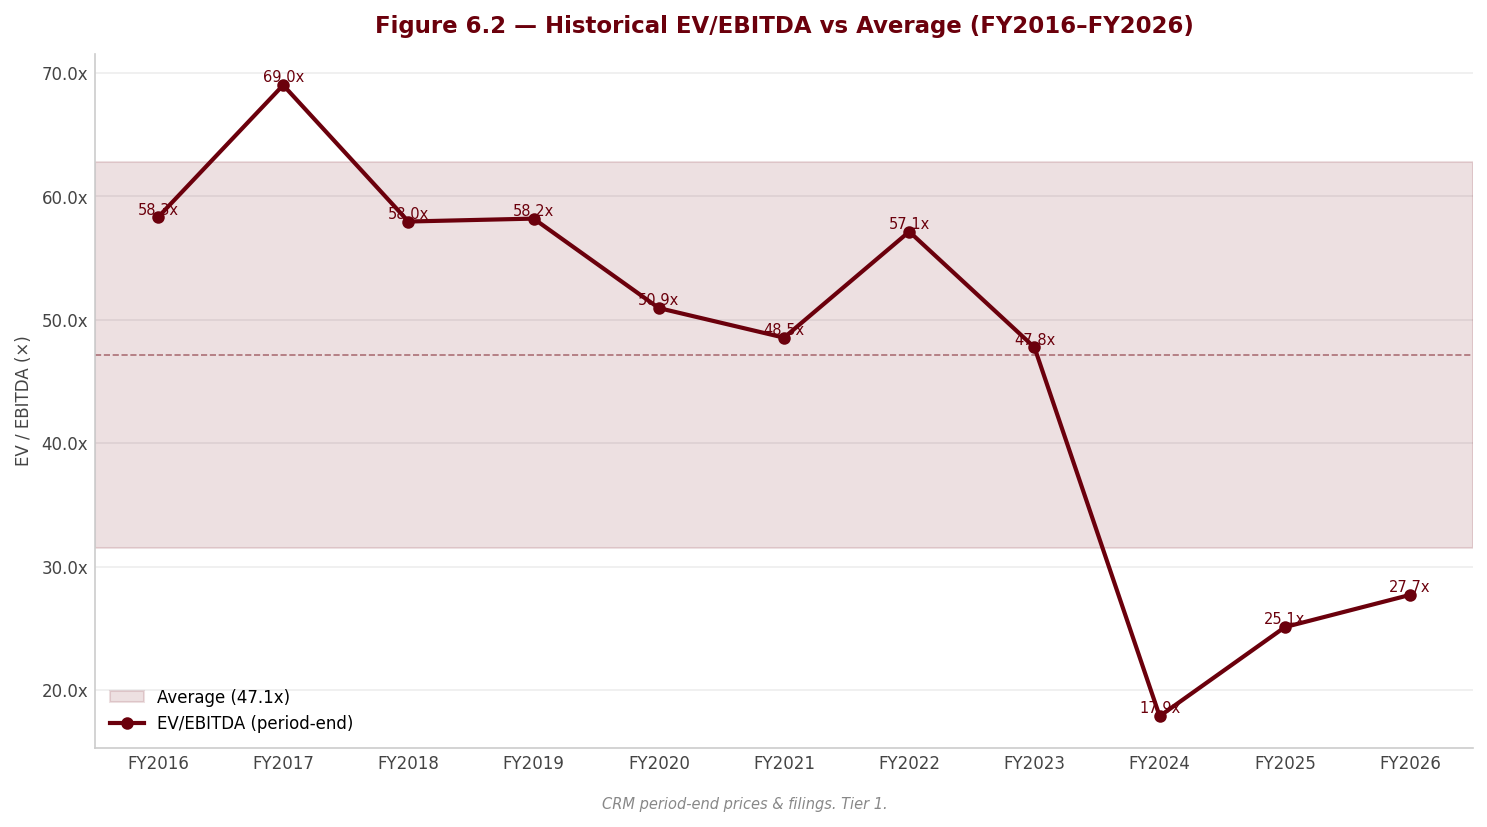 Figure 6.2 — Historical EV/EBITDA vs Average (FY2016–FY2026)
EV / EBITDA (×)
70.0x
60.0x
50.0x
40.0x
30.0x
20.0x
58.3x
69.0x
58.0x
58.2x
50.9x
48.5x
57.1x
47.8x
17.9x
25.1x
27.7x
Average (47.1x)
EV/EBITDA (period-end)
FY2016 FY2017 FY2018 FY2019 FY2020 FY2021 FY2022 FY2023 FY2024 FY2025 FY2026
CRM period-end prices & filings. Tier 1.